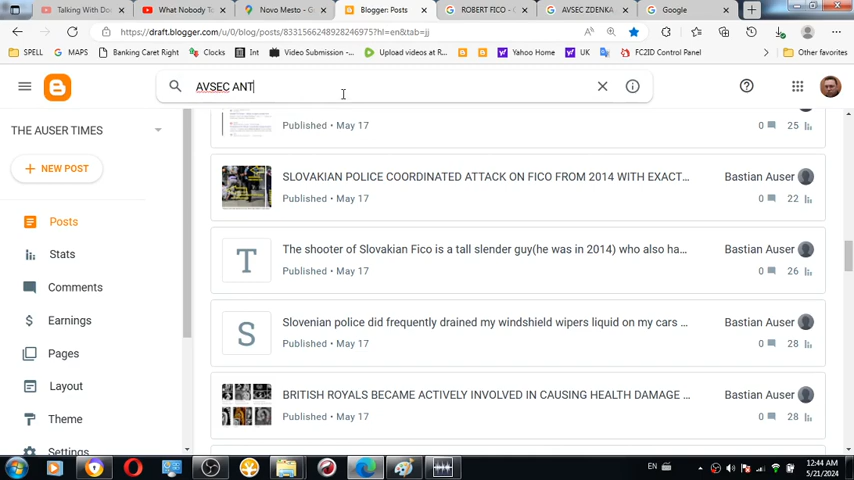 Talking With Do
What Nobody T
Novo Mesto - G
Blogger: Posts
ROBERT FICO - 
AVSEC ZDENKA
Google
https://draft.blogger.com/u/0/blog/posts/8331566248928246975?hl=en&tab=jj
SPELL
MAPS
Banking Caret Right
Clocks
Int
Video Submission -...
Upload videos at R...
Yahoo Home
UK
FC2ID Control Panel
Other favorites
AVSEC ANT
THE AUSER TIMES
NEW POST
Posts
Stats
Comments
Earnings
Pages
Layout
Theme
Settings
Published • May 17
0 25
SLOVAKIAN POLICE COORDINATED ATTACK ON FICO FROM 2014 WITH EXACT...
Bastian Auser
Published • May 17
0 22
T
The shooter of Slovakian Fico is a tall slender guy(he was in 2014) who also ha...
Bastian Auser
Published • May 17
0 26
S
Slovenian police did frequently drained my windshield wipers liquid on my cars ...
Bastian Auser
Published • May 17
0 28
BRITISH ROYALS BECAME ACTIVELY INVOLVED IN CAUSING HEALTH DAMAGE ...
Bastian Auser
Published • May 17
0 28
EN
12:44 AM
5/21/2024